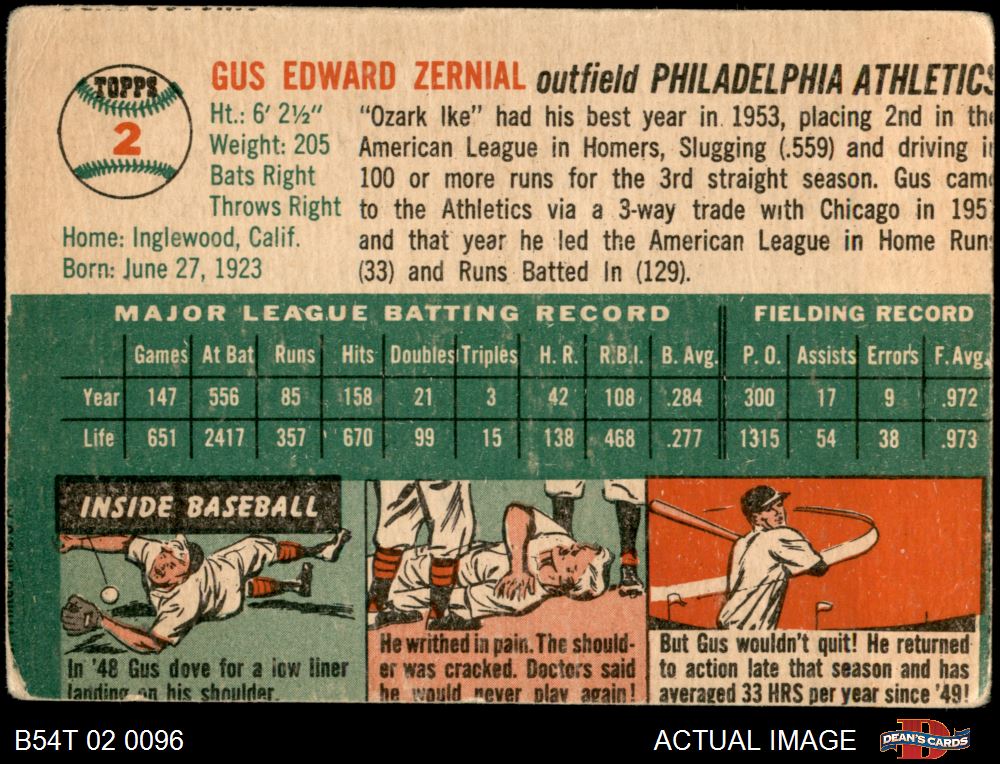 TOPPS
2
GUS EDWARD ZERNIAL outfield PHILADELPHIA ATHLETICS
Ht.: 6' 2½"
Weight: 205
Bats Right
Throws Right
Home: Inglewood, Calif.
Born: June 27, 1923
"Ozark Ike" had his best year in 1953, placing 2nd in the
American League in Homers, Slugging (.559) and driving i
100 or more runs for the 3rd straight season. Gus cam
to the Athletics via a 3-way trade with Chicago in 195
and that year he led the American League in Home Run
(33) and Runs Batted In (129).
MAJOR LEAGUE BATTING RECORD FIELDING RECORD
Games At Bat Runs Hits Doubles Triples H. R. R.B.I. B. Avg. P. O. Assists Errors F. Avg.
Year 147 556 85 158 21 3 42 108 .284 300 17 9 .972
Life 651 2417 357 670 99 15 138 468 .277 1315 54 38 .973
INSIDE BASEBALL
In '48 Gus dove for a low liner
landing on his shoulder.
He writhed in pain. The should-
er was cracked. Doctors said
he would never play again!
But Gus wouldn't quit! He returned
to action late that season and has
averaged 33 HRS per year since '49!
B54T 02 0096
ACTUAL IMAGE
D
DEAN'S CARDS